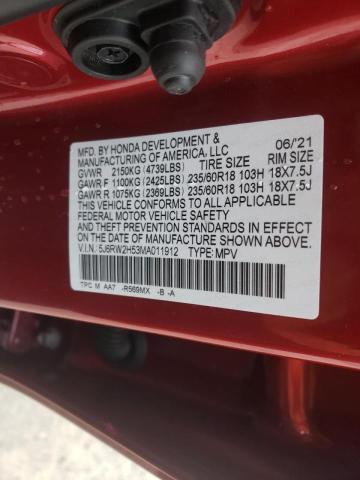 MFD. BY HONDA DEVELOPMENT & 06/'21
MANUFACTURING OF AMERICA, LLC
GVWR 2150KG (4739LBS) TIRE SIZE RIM SIZE
GAWR F 1100KG (2425LBS) 235/60R18 103H 18X7.5J
GAWR R 1075KG (2369LBS) 235/60R18 103H 18X7.5J
THIS VEHICLE CONFORMS TO ALL APPLICABLE
FEDERAL MOTOR VEHICLE SAFETY
AND THEFT PREVENTION STANDARDS IN EFFECT
ON THE DATE OF MANUFACTURE SHOWN ABOVE.
V.I.N.: 5J6RW2H53MA011912 TYPE: MPV
TPC M AA7 -R569MX -B -A